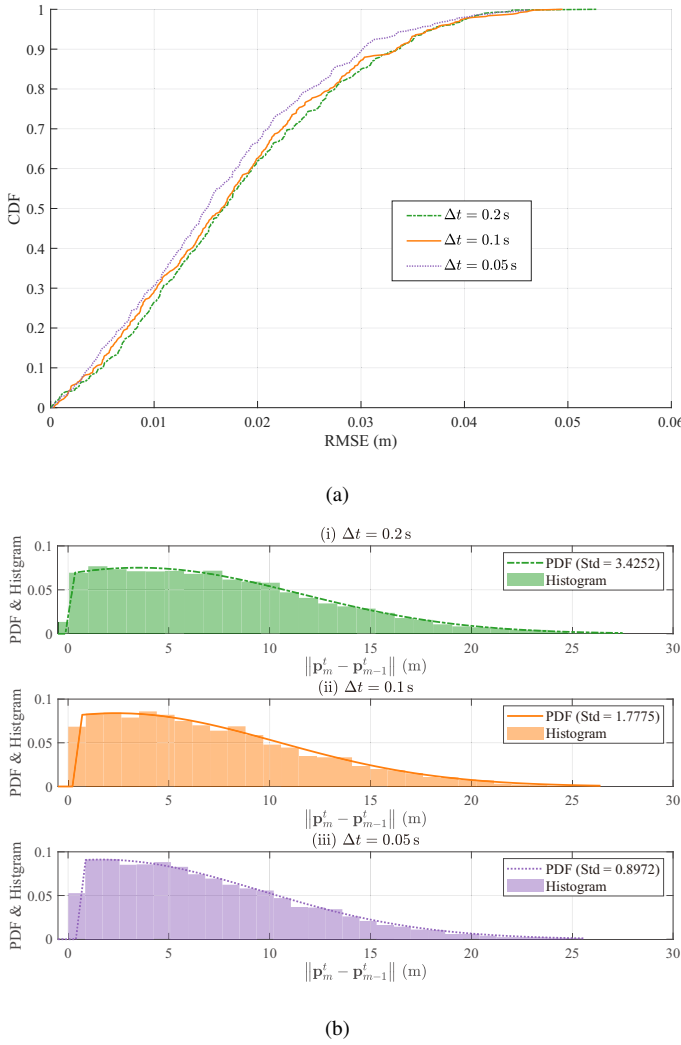 1
0.9
0.8
0.7
0.6
0.5
0.4
0.3
0.2
0.1
0
CDF
Δt = 0.2 s
Δt = 0.1 s
Δt = 0.05 s
0 0.01 0.02 0.03 0.04 0.05 0.06
RMSE (m)
(a)
(i) Δt = 0.2 s
PDF & Histgram
0.1
0.05
0
PDF (Std = 3.4252)
Histogram
0 5 10 15 20 25 30
‖p_m^t − p_{m−1}^t‖ (m)
(ii) Δt = 0.1 s
PDF & Histgram
0.1
0.05
0
PDF (Std = 1.7775)
Histogram
0 5 10 15 20 25 30
‖p_m^t − p_{m−1}^t‖ (m)
(iii) Δt = 0.05 s
PDF & Histgram
0.1
0.05
0
PDF (Std = 0.8972)
Histogram
0 5 10 15 20 25 30
‖p_m^t − p_{m−1}^t‖ (m)
(b)